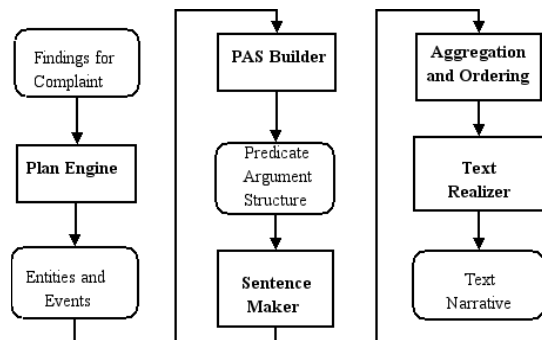 Findings for
Complaint
Plan Engine
Entities and
Events
PAS Builder
Predicate
Argument
Structure
Sentence
Maker
Aggregation
and Ordering
Text
Realizer
Text
Narrative